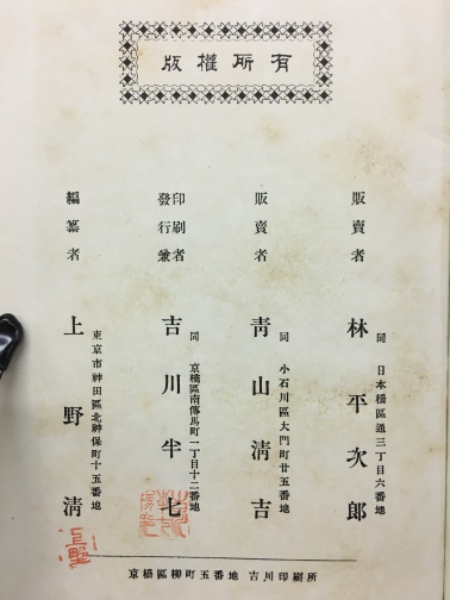 版權所有
編纂者
上野清
東京市神田區北神保町十五番地
發行兼
印刷者
吉川半七
同 京橋區南傳馬町一丁目十二番地
販賣者
靑山淸吉
同 小石川區大門町廿五番地
販賣者
林平次郎
同 日本橋區通三丁目六番地
上野
京橋區柳町五番地 吉川印刷所